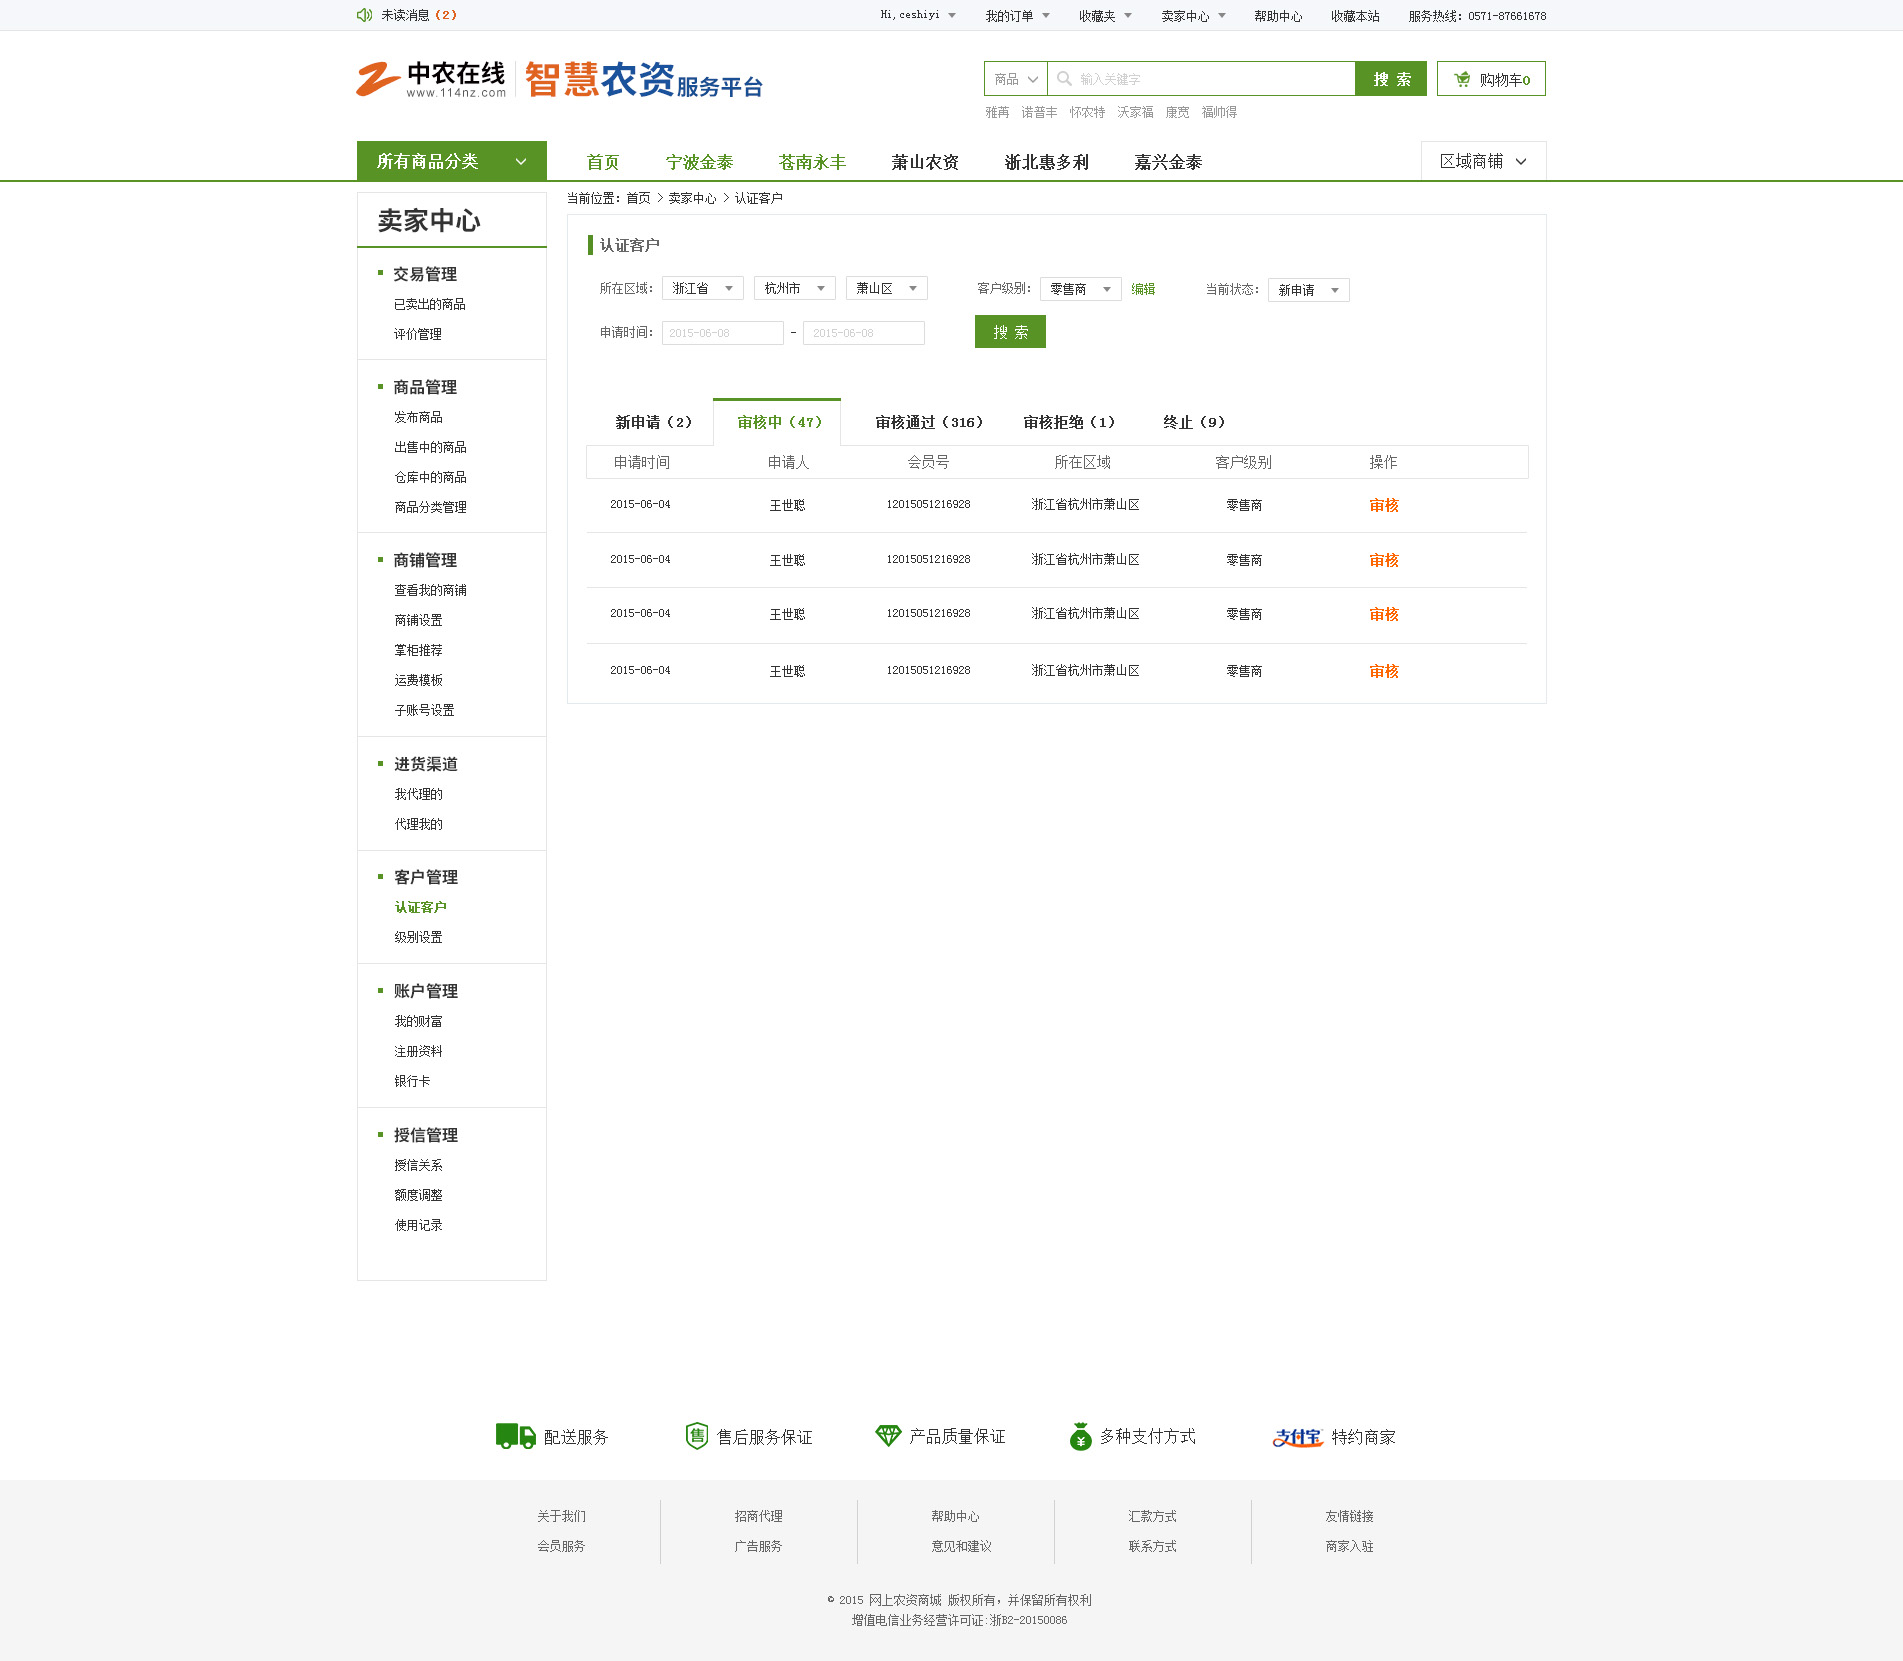 未读消息（2） Hi,ceshiyi 我的订单 收藏夹 卖家中心 帮助中心 收藏本站 服务热线：0571-87661678
中农在线 www.114nz.com 智慧农资服务平台
商品 输入关键字 搜 索 购物车0
雅苒 诺普丰 怀农特 沃家福 康宽 福帅得
所有商品分类 首页 宁波金泰 苍南永丰 萧山农资 浙北惠多利 嘉兴金泰 区域商铺
当前位置：首页 > 卖家中心 > 认证客户
卖家中心
交易管理
已卖出的商品
评价管理
商品管理
发布商品
出售中的商品
仓库中的商品
商品分类管理
商铺管理
查看我的商铺
商铺设置
掌柜推荐
运费模板
子账号设置
进货渠道
我代理的
代理我的
客户管理
认证客户
级别设置
账户管理
我的财富
注册资料
银行卡
授信管理
授信关系
额度调整
使用记录
认证客户
所在区域： 浙江省 杭州市 萧山区 客户级别： 零售商 编辑 当前状态： 新申请
申请时间： 2015-06-08 - 2015-06-08 搜 索
新申请（2） 审核中（47） 审核通过（316） 审核拒绝（1） 终止（9）
申请时间 申请人 会员号 所在区域 客户级别 操作
2015-06-04 王世聪 12015051216928 浙江省杭州市萧山区 零售商 审核
2015-06-04 王世聪 12015051216928 浙江省杭州市萧山区 零售商 审核
2015-06-04 王世聪 12015051216928 浙江省杭州市萧山区 零售商 审核
2015-06-04 王世聪 12015051216928 浙江省杭州市萧山区 零售商 审核
配送服务 售 售后服务保证 产品质量保证 ¥ 多种支付方式 支付宝 特约商家
关于我们 招商代理 帮助中心 汇款方式 友情链接
会员服务 广告服务 意见和建议 联系方式 商家入驻
© 2015 网上农资商城 版权所有，并保留所有权利
增值电信业务经营许可证:浙B2-20150086